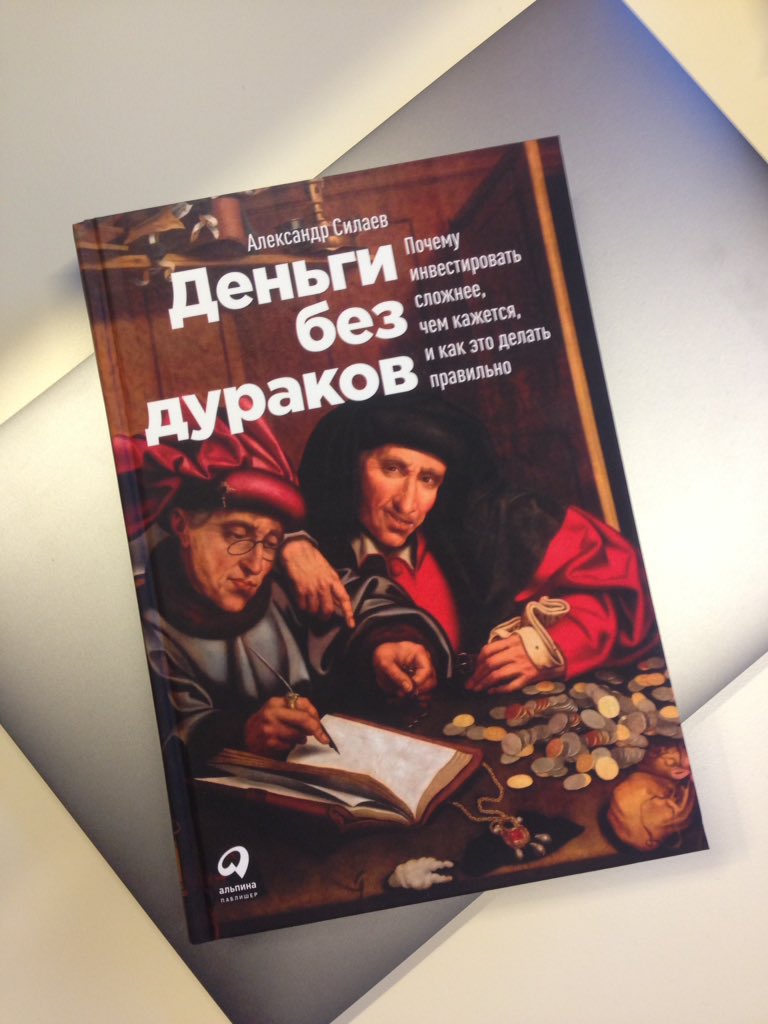 Александр Силаев
Деньги
без
дураков
Почему
инвестировать
сложнее,
чем кажется,
и как это делать
правильно
альпина
ПАБЛИШЕР